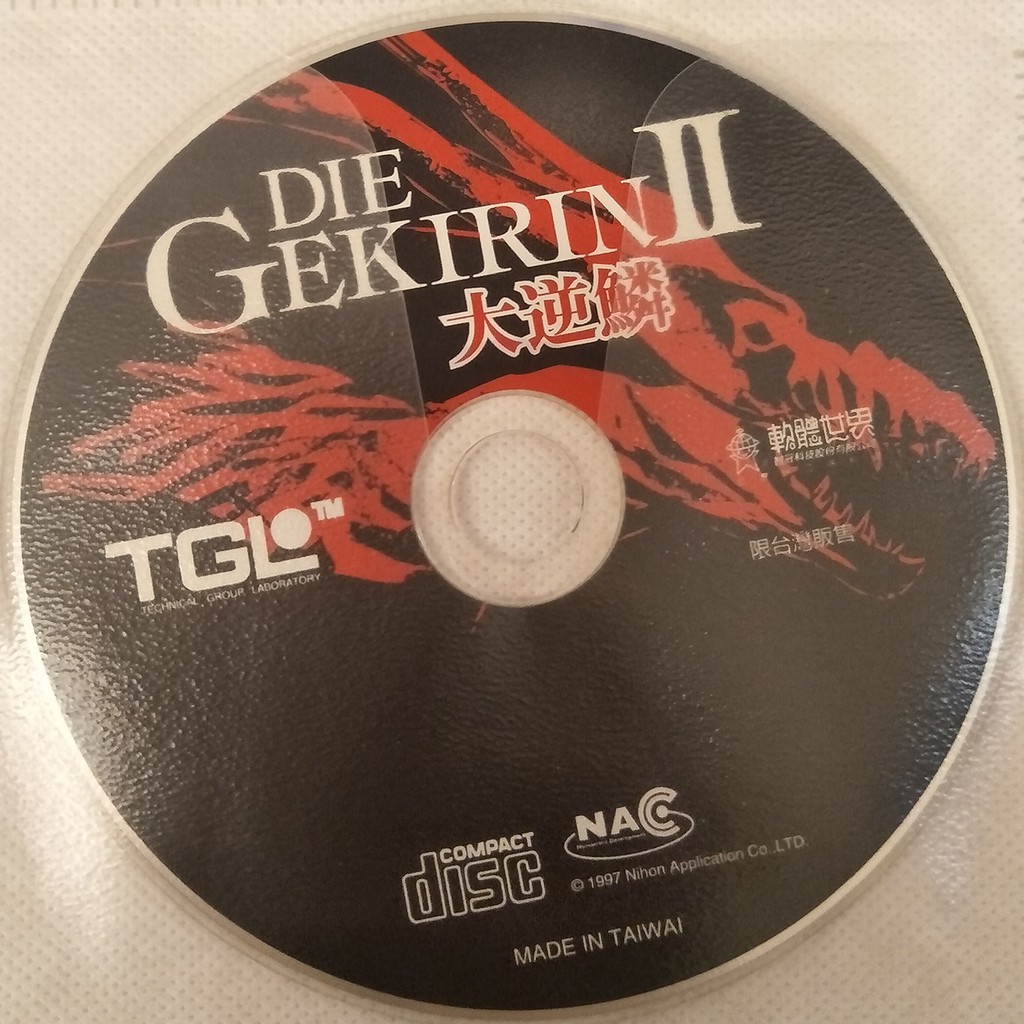 DIE
GEKIRIN II
大逆鱗
軟體世界
TGL™
TECHNICAL GROUP LABORATORY
限台灣販售
COMPACT
disc
NAC
© 1997 Nihon Application Co.,LTD.
MADE IN TAIWAI